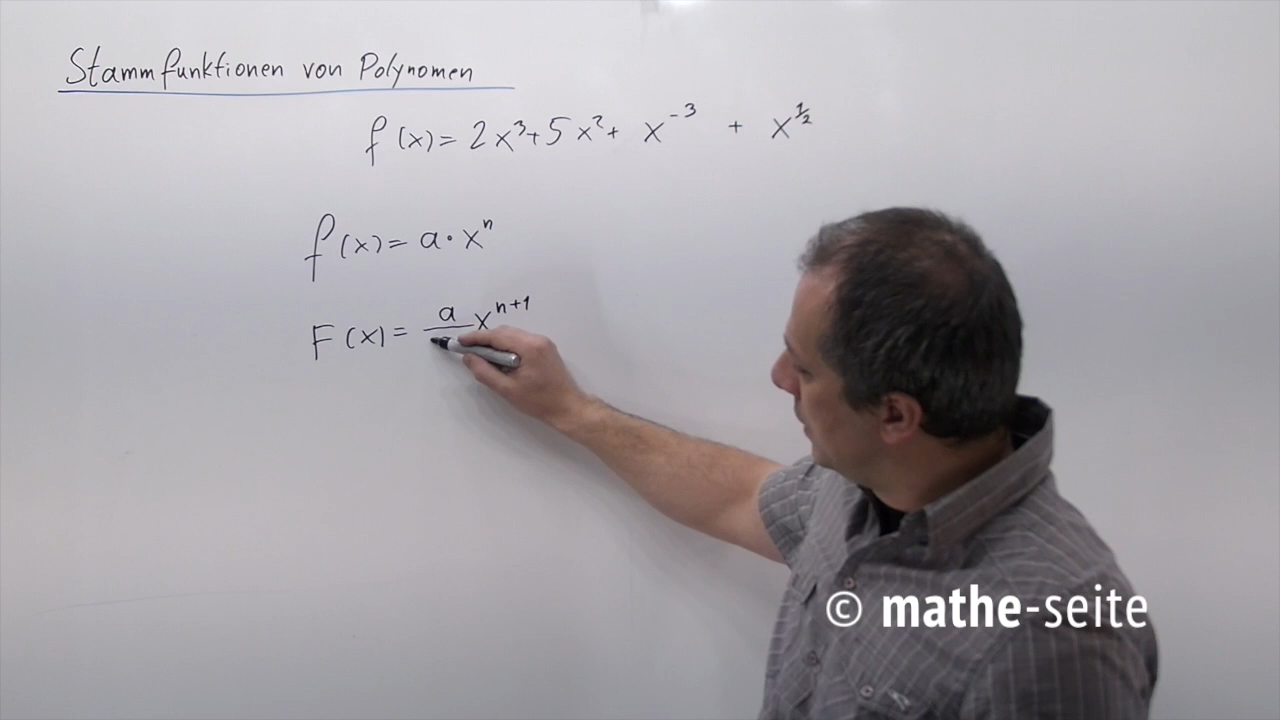 Stammfunktionen von Polynomen
f(x)= 2x³+5x²+ x⁻³ + x^½
f(x)= a·xⁿ
F(x)= a/ xⁿ⁺¹
© mathe-seite